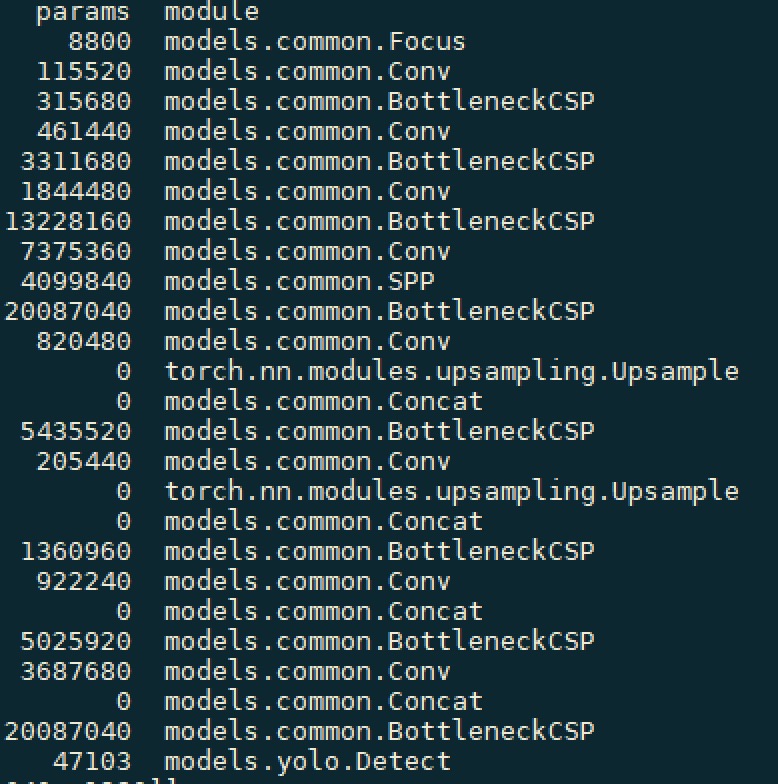 params module
8800 models.common.Focus
115520 models.common.Conv
315680 models.common.BottleneckCSP
461440 models.common.Conv
3311680 models.common.BottleneckCSP
1844480 models.common.Conv
13228160 models.common.BottleneckCSP
7375360 models.common.Conv
4099840 models.common.SPP
20087040 models.common.BottleneckCSP
820480 models.common.Conv
0 torch.nn.modules.upsampling.Upsample
0 models.common.Concat
5435520 models.common.BottleneckCSP
205440 models.common.Conv
0 torch.nn.modules.upsampling.Upsample
0 models.common.Concat
1360960 models.common.BottleneckCSP
922240 models.common.Conv
0 models.common.Concat
5025920 models.common.BottleneckCSP
3687680 models.common.Conv
0 models.common.Concat
20087040 models.common.BottleneckCSP
47103 models.yolo.Detect